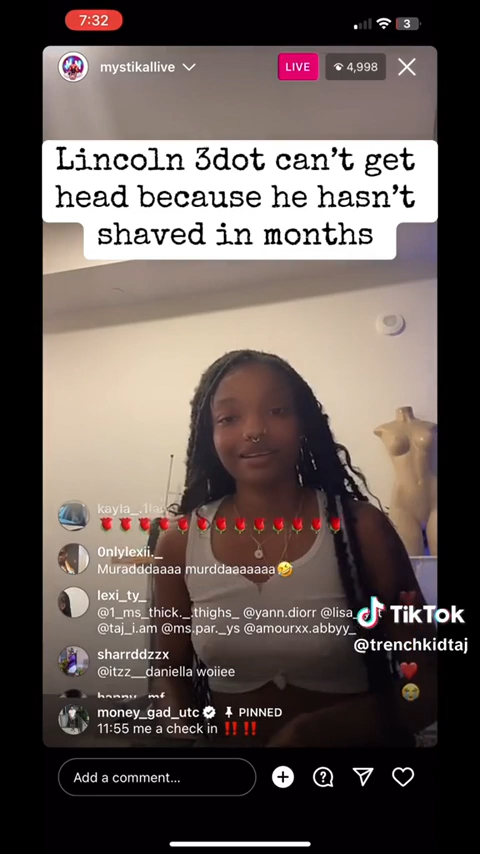 7:32
3
mystikallive
LIVE
4,998
Lincoln 3dot can’t get
head because he hasn’t
shaved in months
0nlylexii._
Muradddaaaa murddaaaaaaa🤣
lexi_ty_
@1_ms_thick._.thighs_ @yann.diorr
@taj_i.am @ms.par._ys @amourxx.abbyy_
TikTok
@trenchkidtaj
sharrddzzx
@itzz__daniella woiiee
money_gad_utc PINNED
11:55 me a check in ‼️‼️
Add a comment...